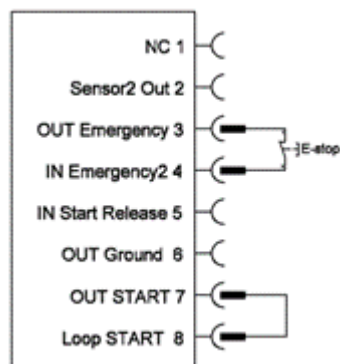 NC 1
Sensor2 Out 2
OUT Emergency 3
IN Emergency2 4
E-stop
IN Start Release 5
OUT Ground 6
OUT START 7
Loop START 8